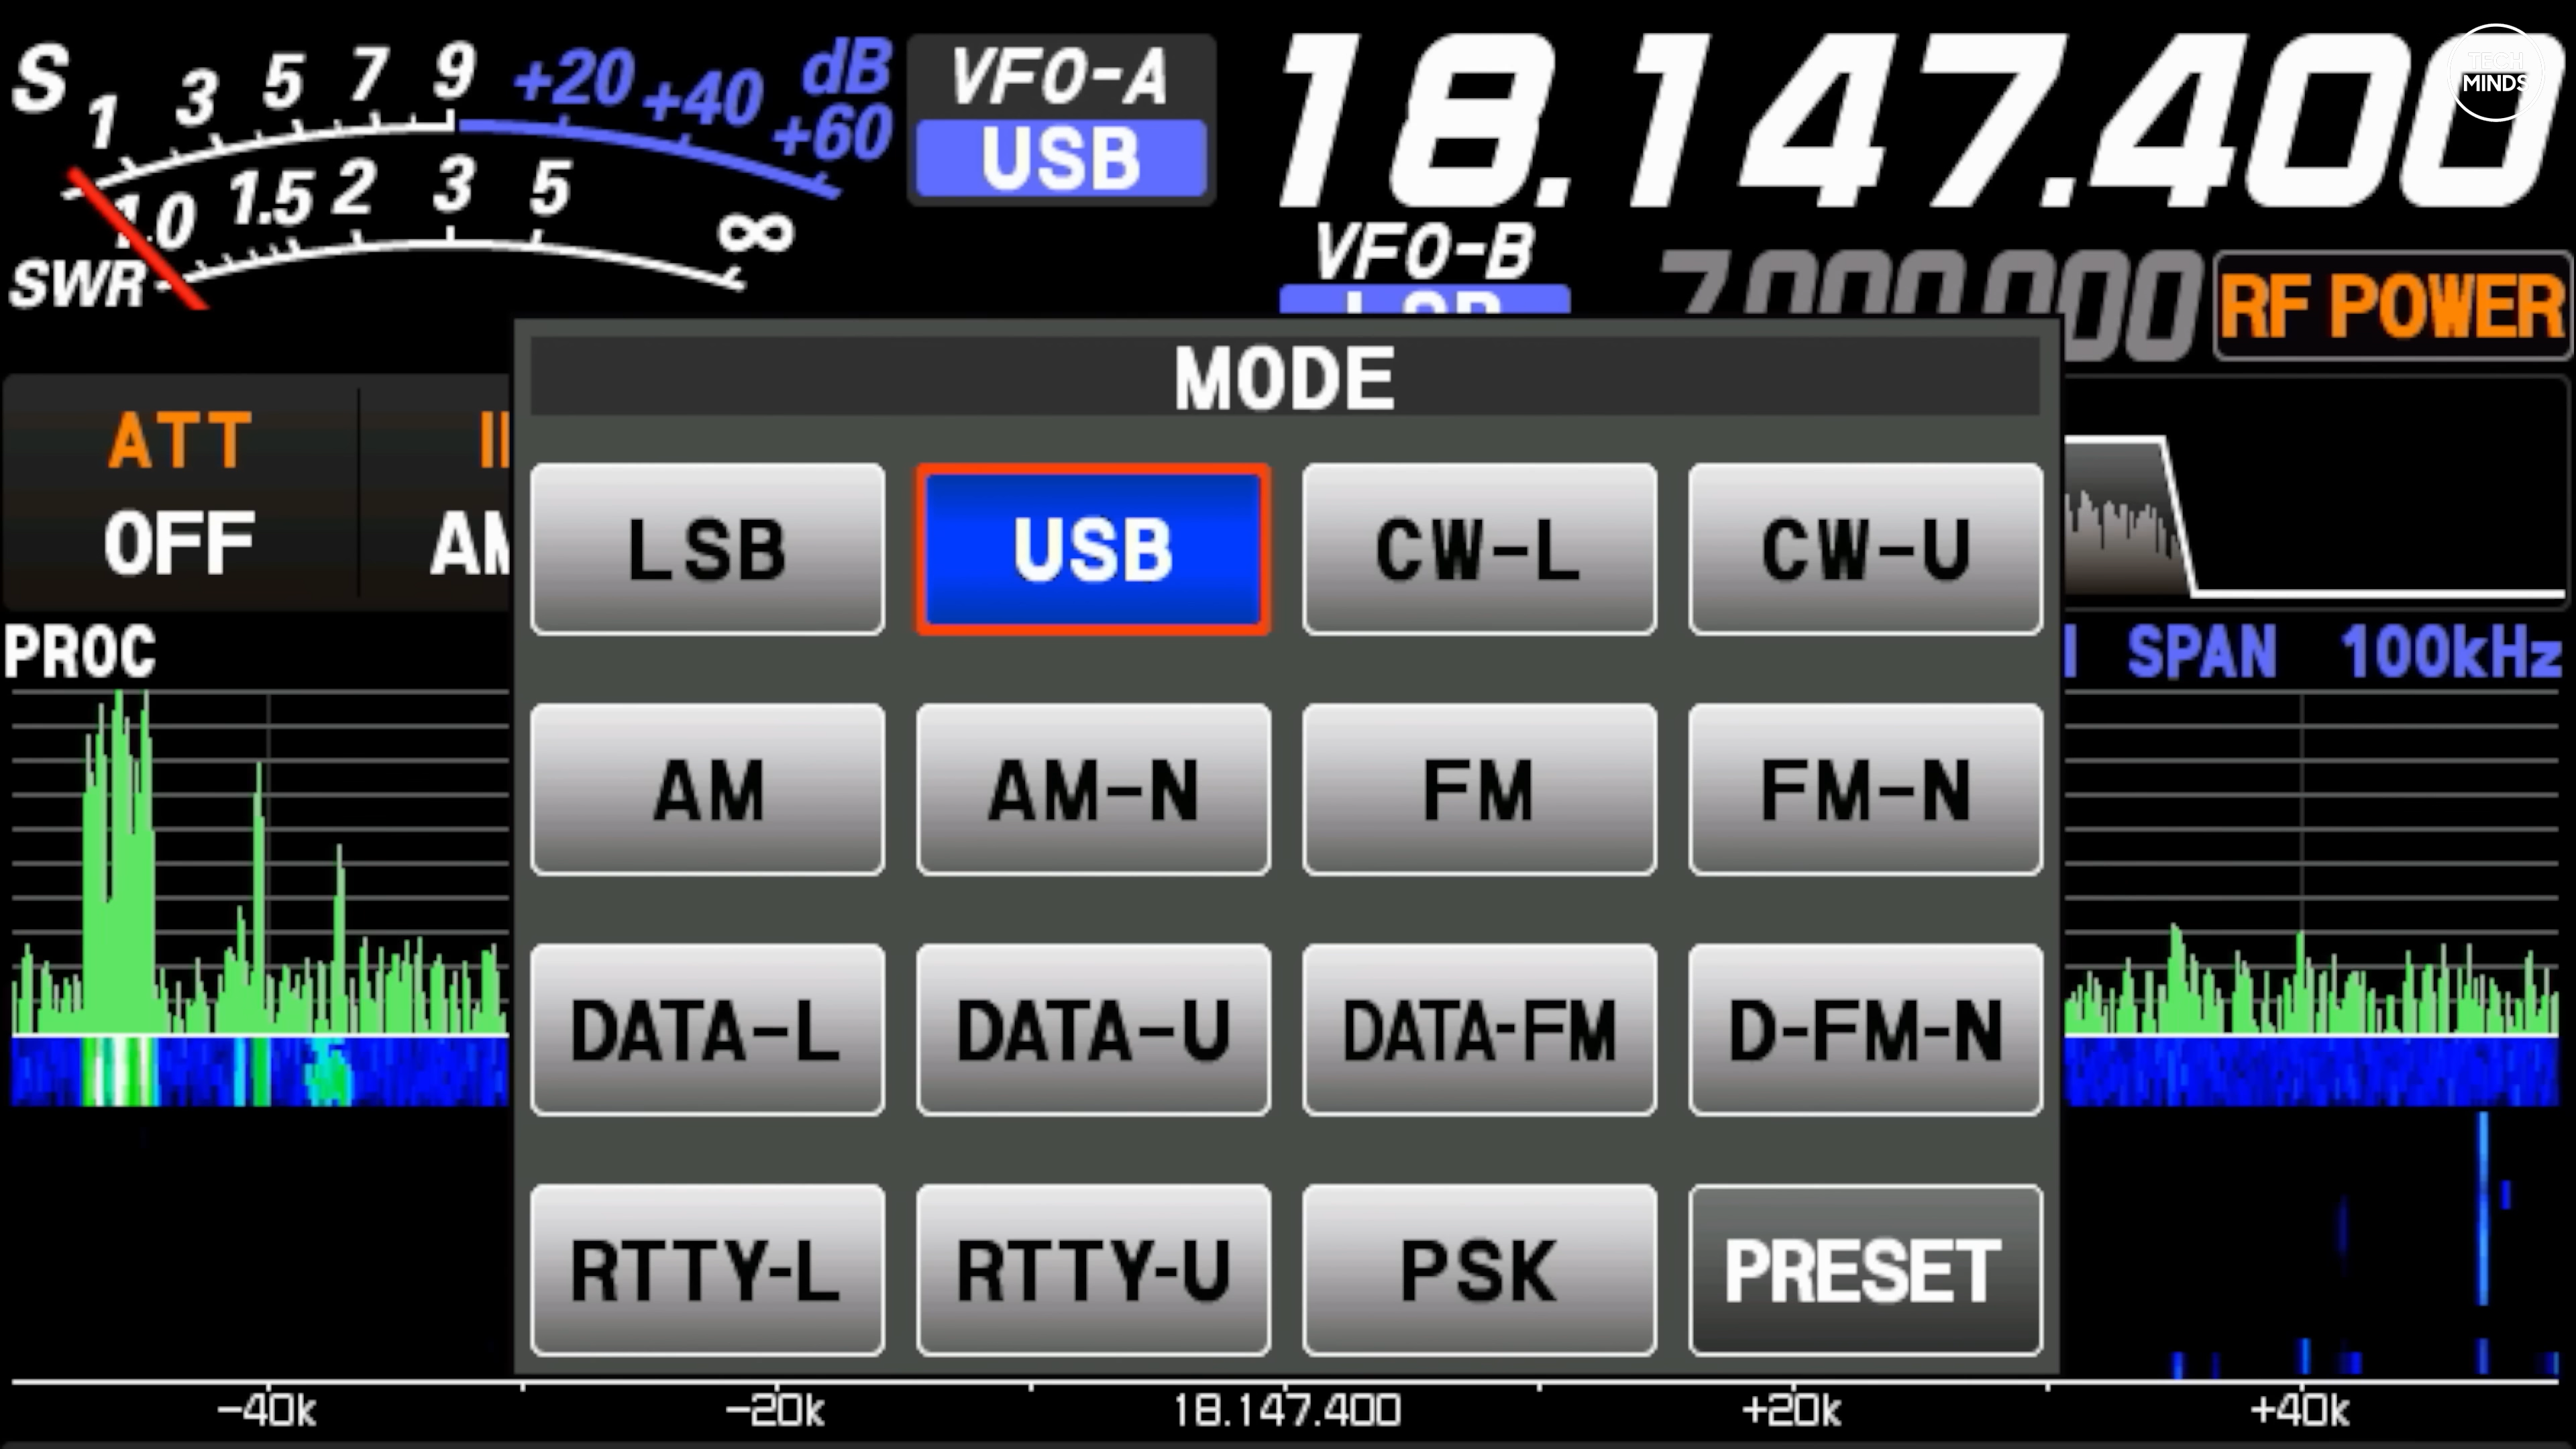 S 1 3 5 7 9 +20 +40 +60 dB
SWR 1.0 1.5 2 3 5 ∞
VFO-A
USB
18.147.400
TECH
MINDS
VFO-B
RF POWER
MODE
ATT
OFF
LSB USB CW-L CW-U
PROC
SPAN 100kHz
AM AM-N FM FM-N
DATA-L DATA-U DATA-FM D-FM-N
RTTY-L RTTY-U PSK PRESET
-40k -20k 18.147.400 +20k +40k